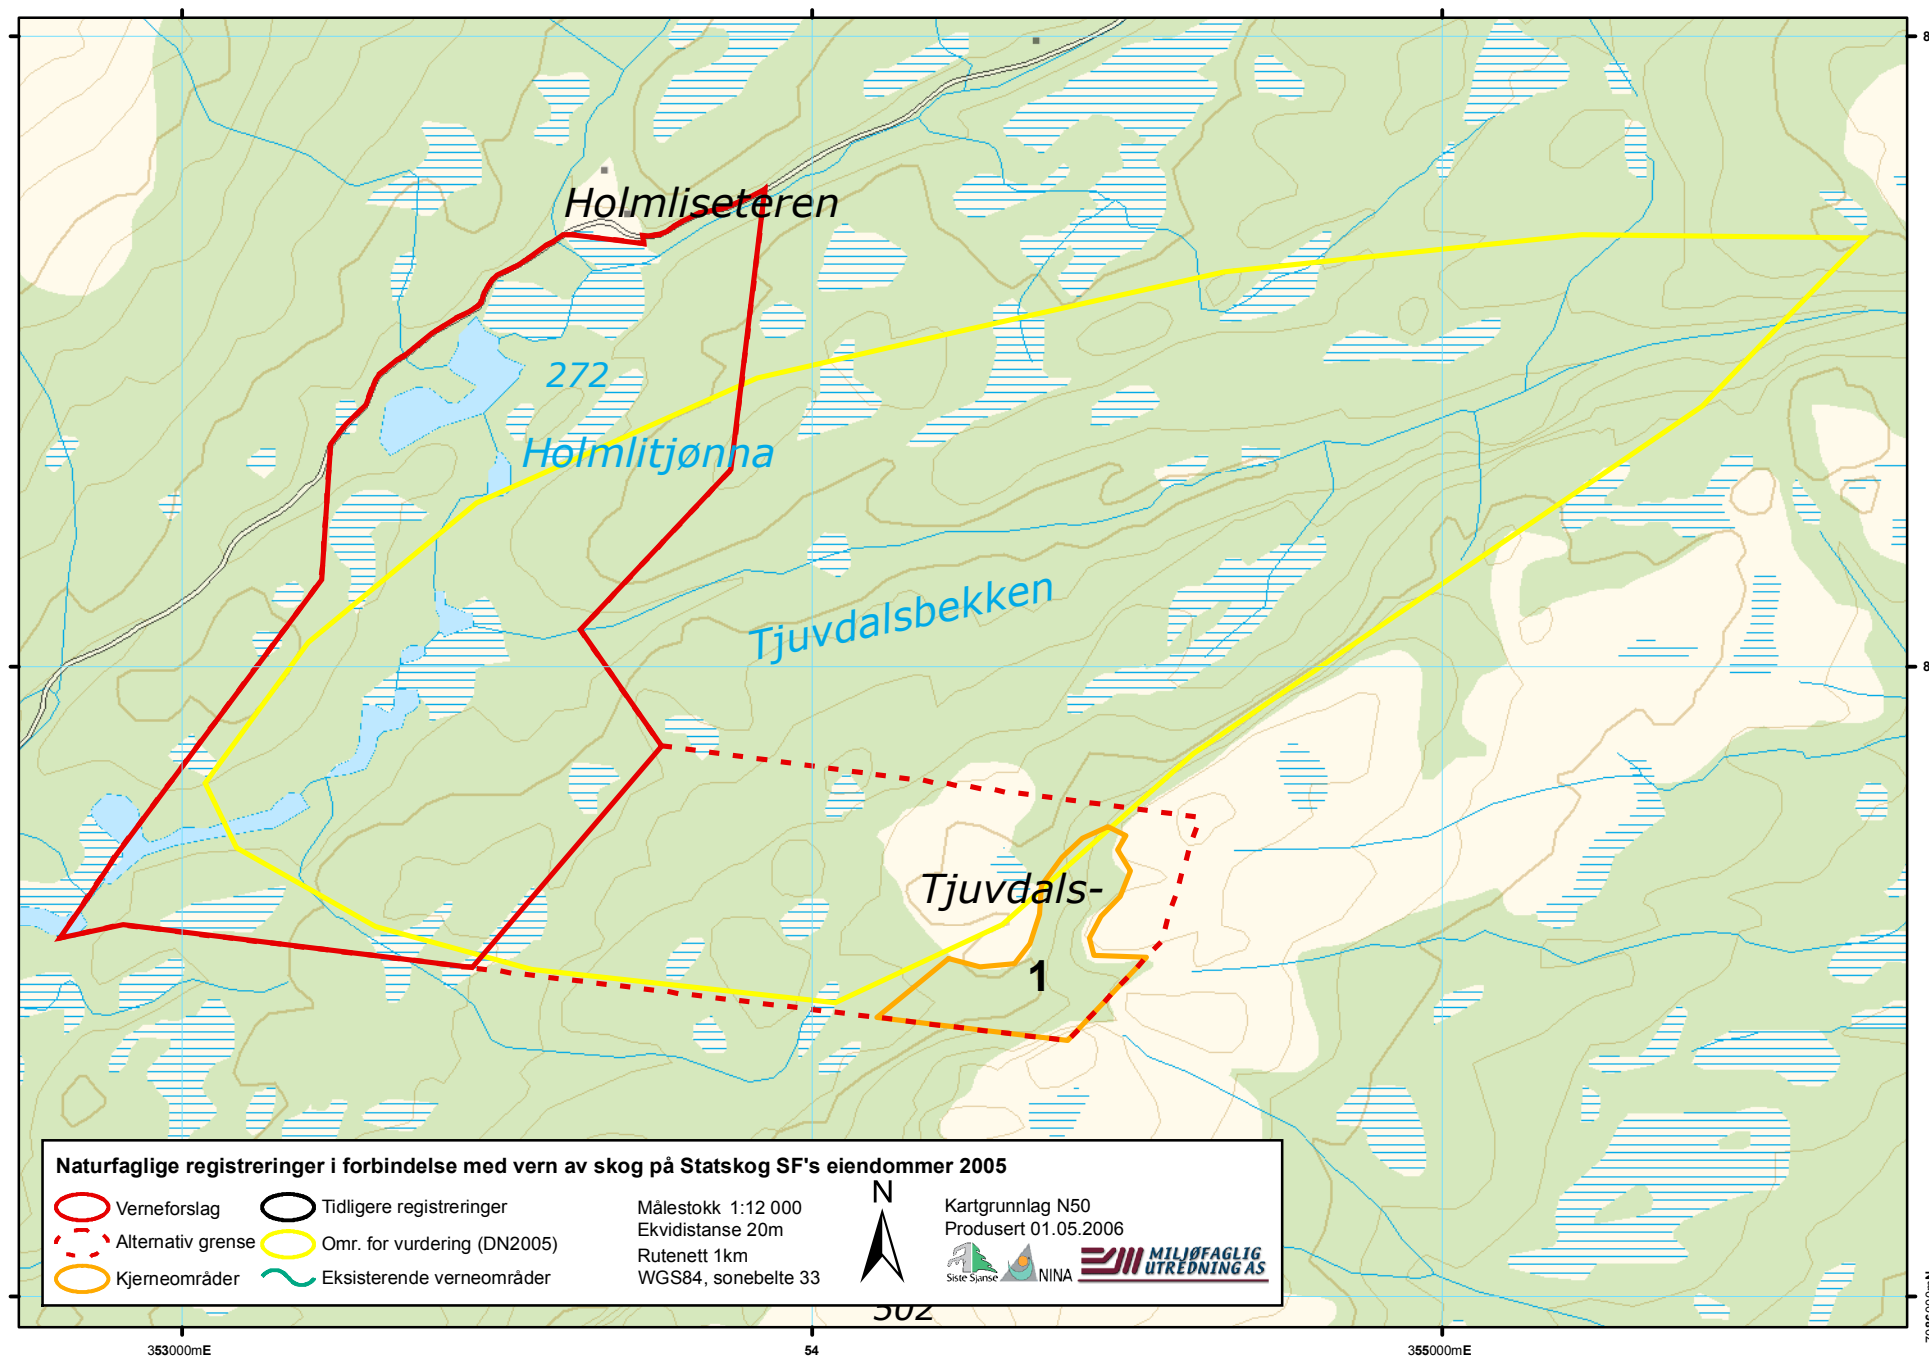 8
Holmliseteren
272
Holmlitjønna
Tjuvdalsbekken
8
Tjuvdals-
1
Naturfaglige registreringer i forbindelse med vern av skog på Statskog SF's eiendommer 2005
Verneforslag
Alternativ grense
Kjerneområder
Tidligere registreringer
Omr. for vurdering (DN2005)
Eksisterende verneområder
Målestokk 1:12 000
Ekvidistanse 20m
Rutenett 1km
WGS84, sonebelte 33
N
Kartgrunnlag N50
Produsert 01.05.2006
Siste Sjanse
NINA
MILJØFAGLIG
UTREDNING AS
353000mE
54
355000mE